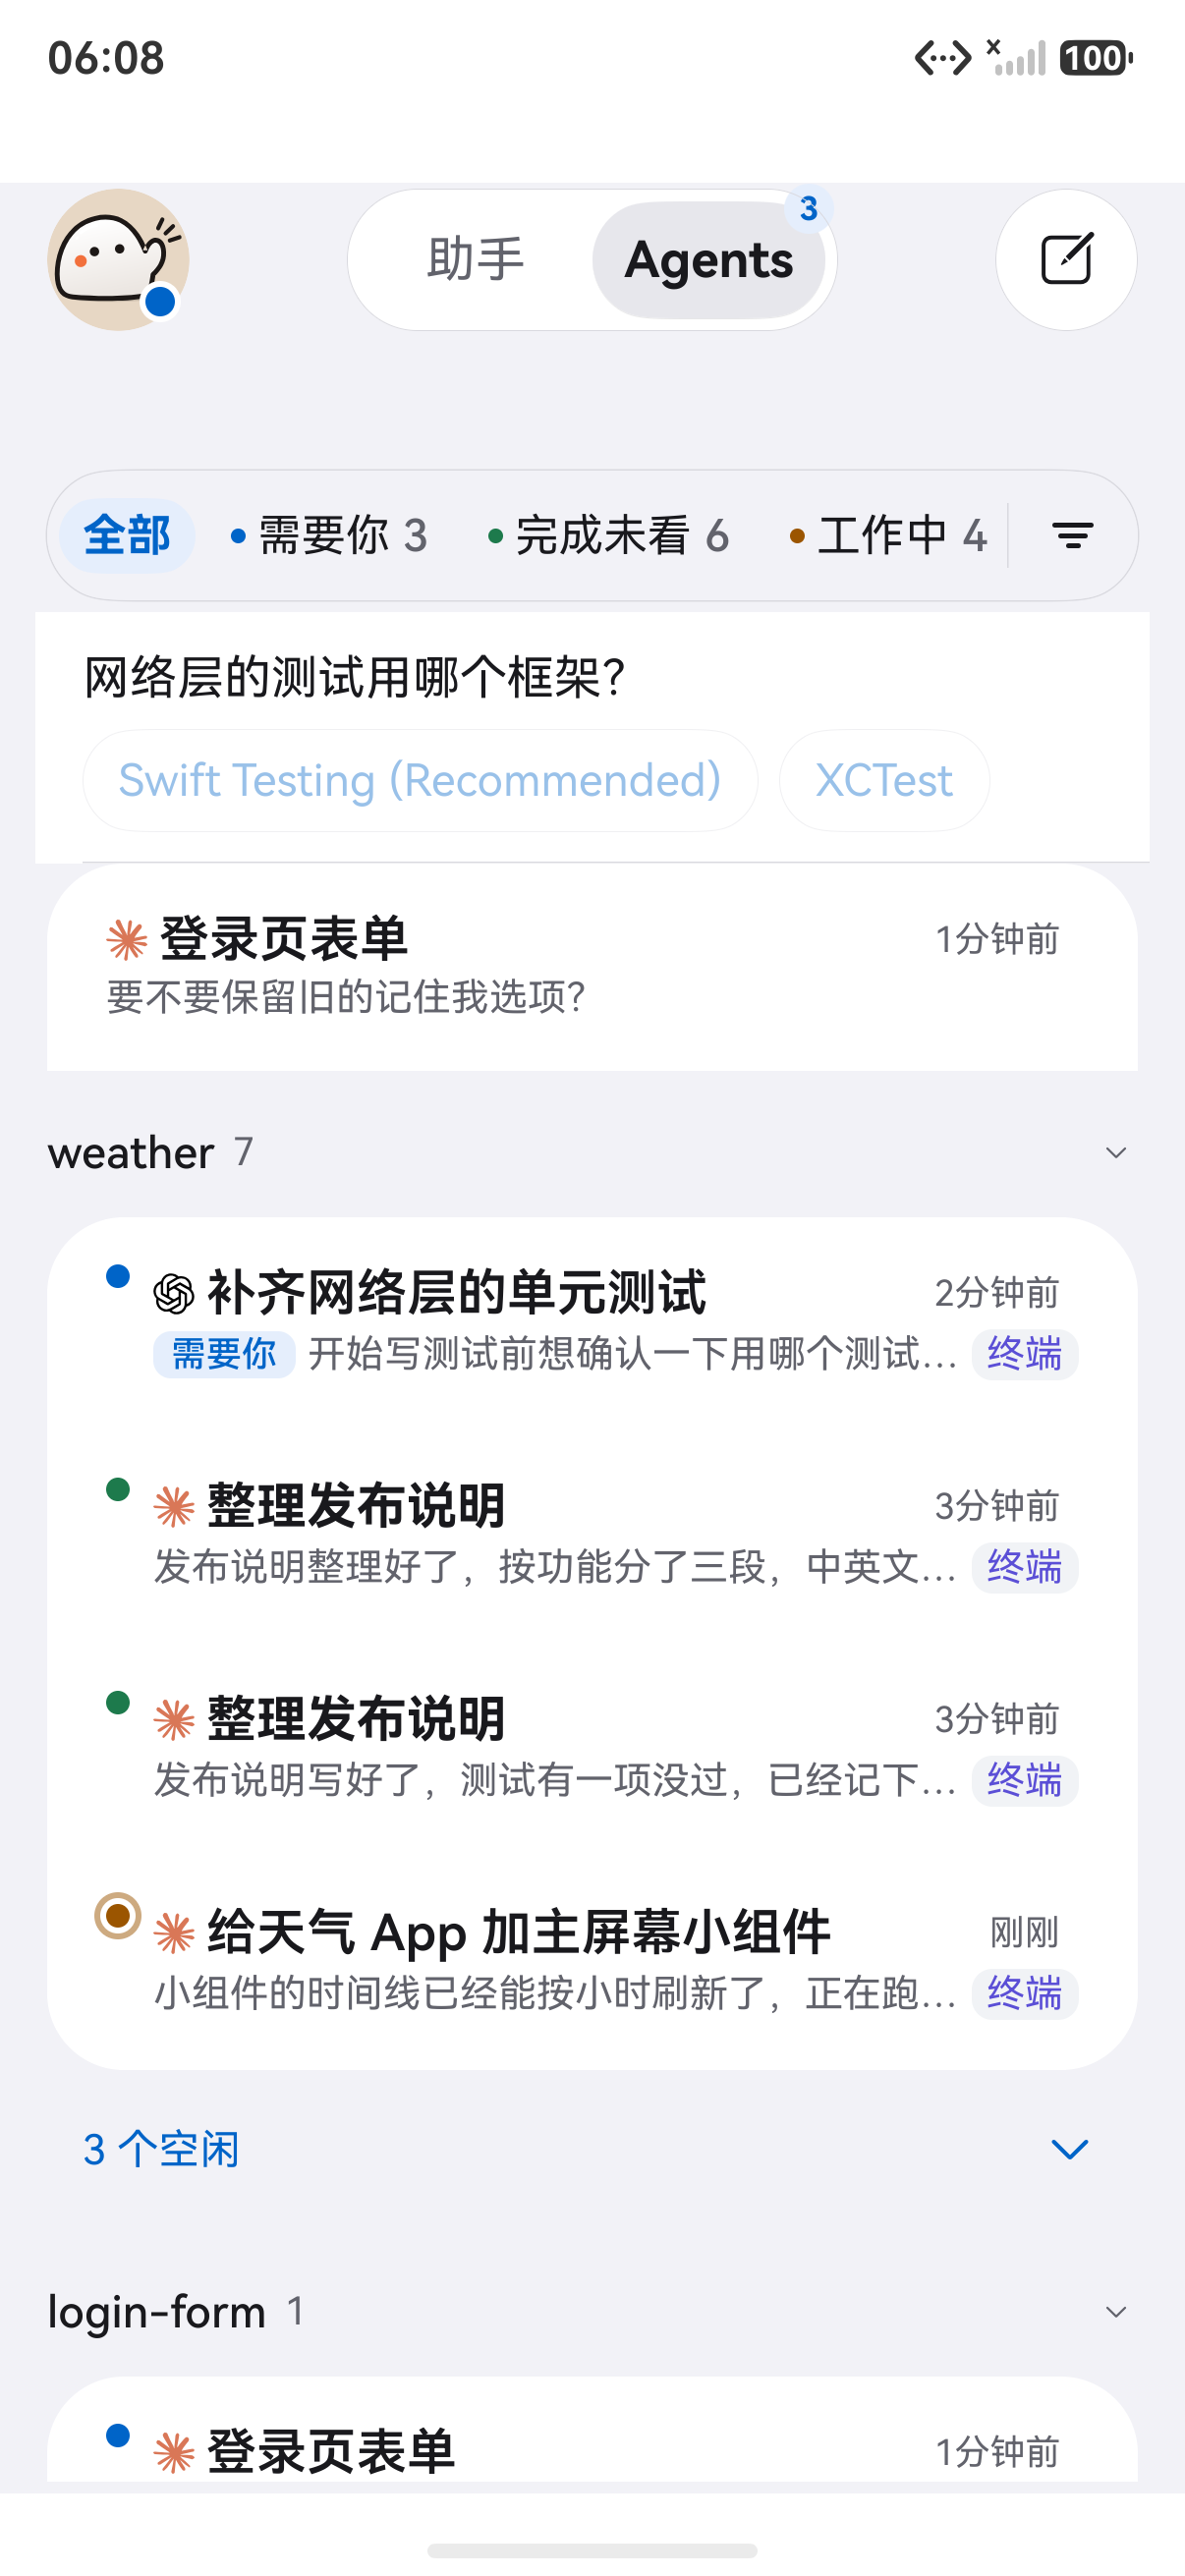 06:08
100
助手
Agents
3
全部
需要你 3
完成未看 6
工作中 4
网络层的测试用哪个框架？
Swift Testing (Recommended)
XCTest
登录页表单
1分钟前
要不要保留旧的记住我选项？
weather 7
补齐网络层的单元测试
2分钟前
需要你 开始写测试前想确认一下用哪个测试… 终端
整理发布说明
3分钟前
发布说明整理好了，按功能分了三段，中英文… 终端
整理发布说明
3分钟前
发布说明写好了，测试有一项没过，已经记下… 终端
给天气 App 加主屏幕小组件
刚刚
小组件的时间线已经能按小时刷新了，正在跑… 终端
3 个空闲
login-form 1
登录页表单
1分钟前